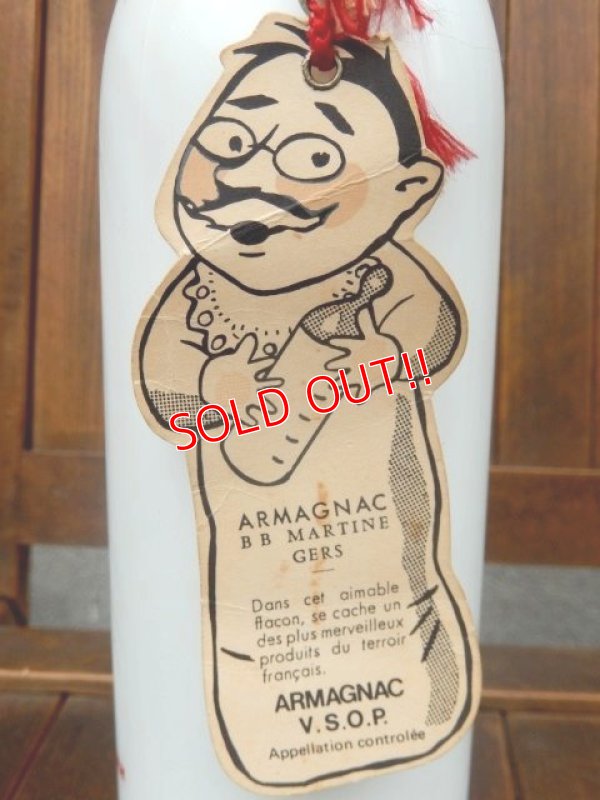 SOLD OUT!!
ARMAGNAC
B B MARTINE
GERS
Dans cet aimable
flacon, se cache un
des plus merveilleux
produits du terroir
français.
ARMAGNAC
V.S.O.P.
Appellation controlée